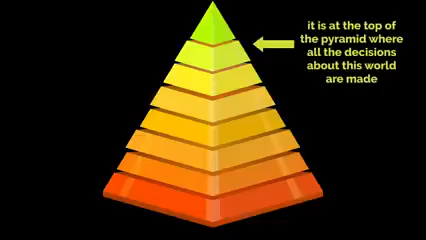 it is at the top of
the pyramid where
all the decisions
about this world
are made